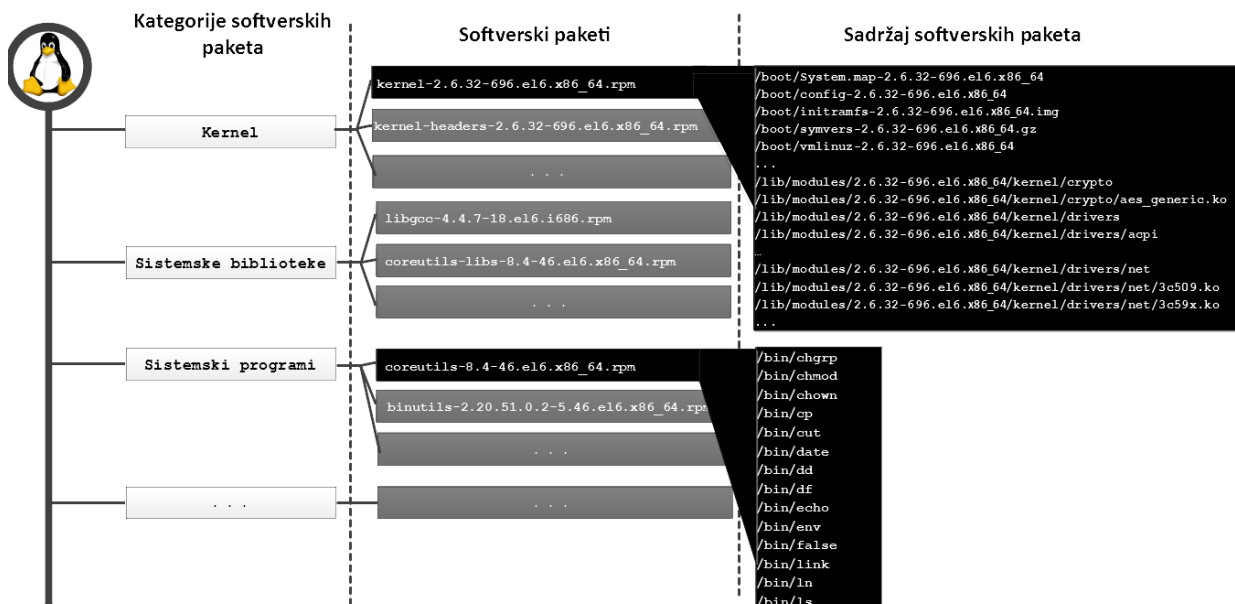 Kategorije softverskih
paketa
Softverski paketi
Sadržaj softverskih paketa
Kernel
kernel-2.6.32-696.el6.x86_64.rpm
kernel-headers-2.6.32-696.el6.x86_64.rpm
. . .
/boot/System.map-2.6.32-696.el6.x86_64
/boot/config-2.6.32-696.el6.x86_64
/boot/initramfs-2.6.32-696.el6.x86_64.img
/boot/symvers-2.6.32-696.el6.x86_64.gz
/boot/vmlinuz-2.6.32-696.el6.x86_64
...
/lib/modules/2.6.32-696.el6.x86_64/kernel/crypto
/lib/modules/2.6.32-696.el6.x86_64/kernel/crypto/aes_generic.ko
/lib/modules/2.6.32-696.el6.x86_64/kernel/drivers
/lib/modules/2.6.32-696.el6.x86_64/kernel/drivers/acpi
…
/lib/modules/2.6.32-696.el6.x86_64/kernel/drivers/net
/lib/modules/2.6.32-696.el6.x86_64/kernel/drivers/net/3c509.ko
/lib/modules/2.6.32-696.el6.x86_64/kernel/drivers/net/3c59x.ko
...
Sistemske biblioteke
libgcc-4.4.7-18.el6.i686.rpm
coreutils-libs-8.4-46.el6.x86_64.rpm
. . .
Sistemski programi
coreutils-8.4-46.el6.x86_64.rpm
binutils-2.20.51.0.2-5.46.el6.x86_64.rpm
. . .
/bin/chgrp
/bin/chmod
/bin/chown
/bin/cp
/bin/cut
/bin/date
/bin/dd
/bin/df
/bin/echo
/bin/env
/bin/false
/bin/link
/bin/ln
/bin/ls
. . .
. . .